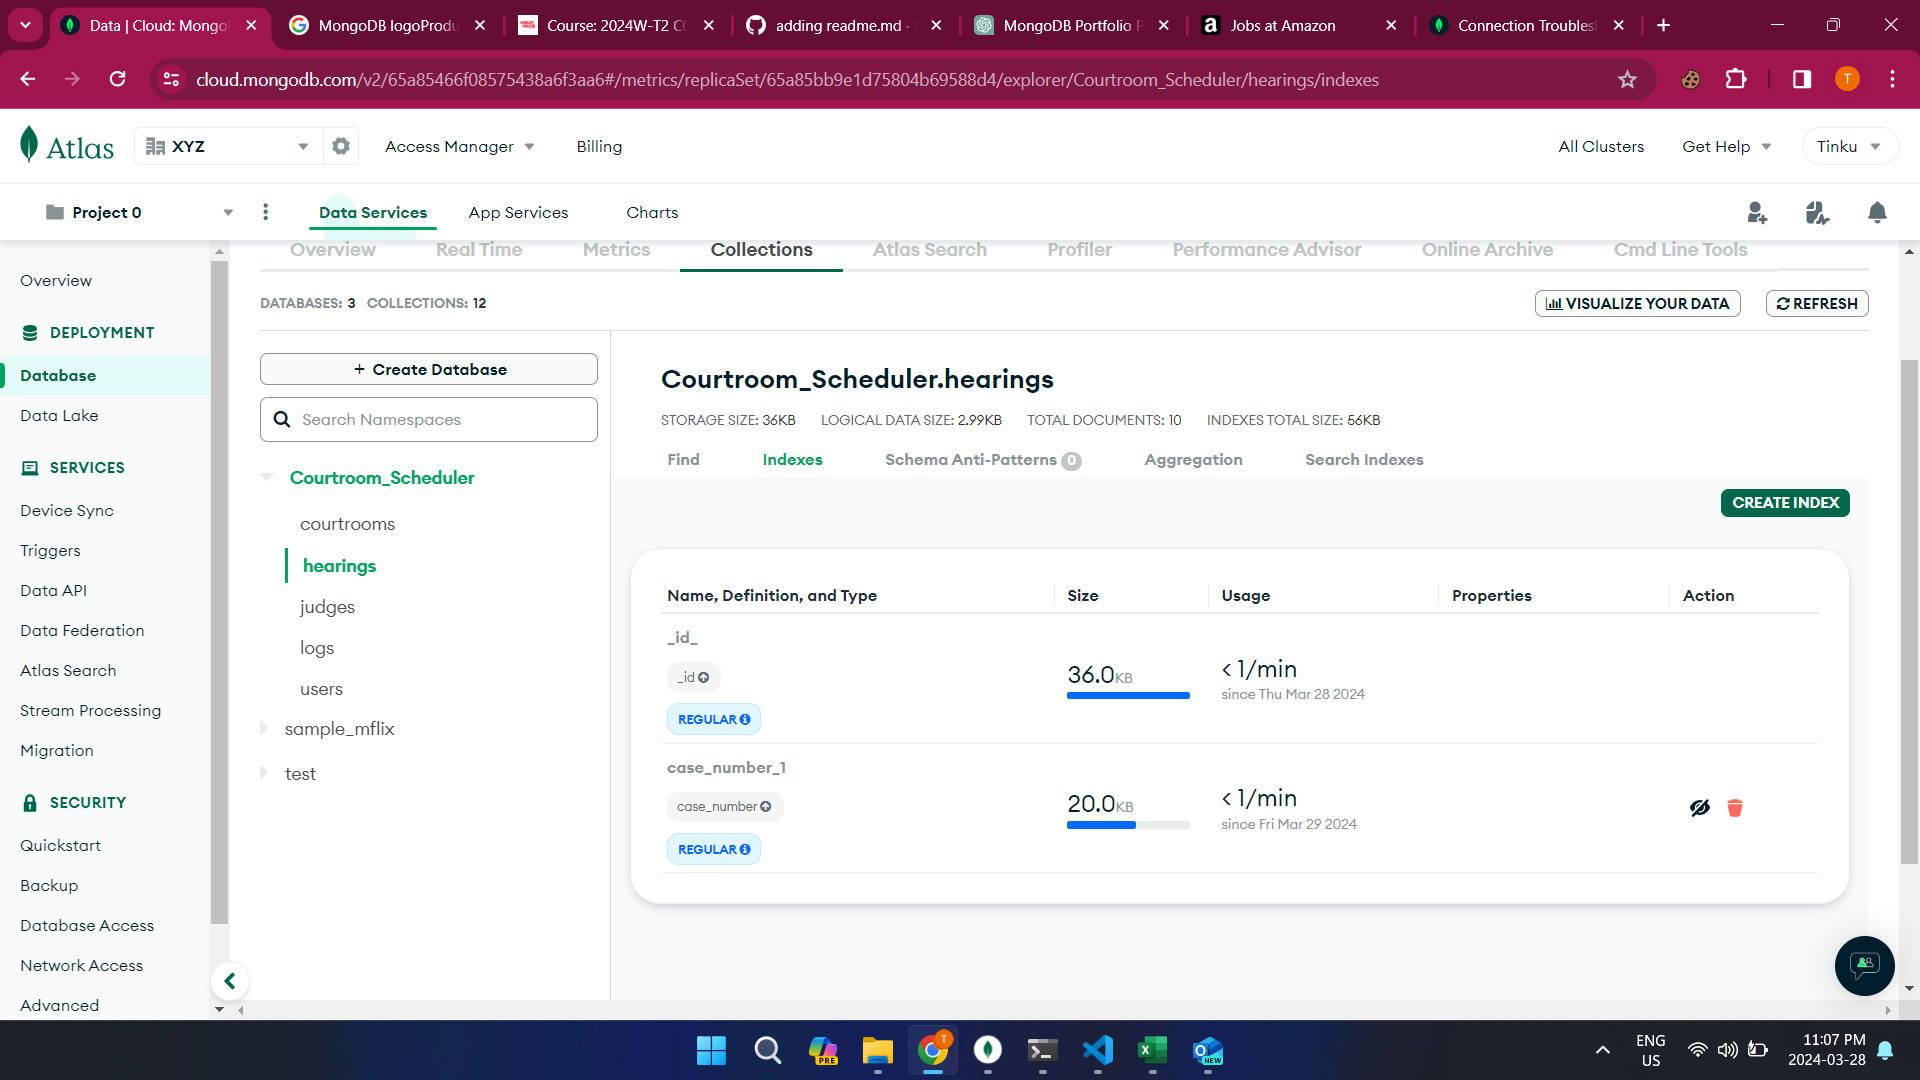 Data | Cloud: Mongo
MongoDB logoProdu
Course: 2024W-T2 CO
adding readme.md ·
MongoDB Portfolio P
Jobs at Amazon
Connection Troubles
cloud.mongodb.com/v2/65a85466f08575438a6f3aa6#/metrics/replicaSet/65a85bb9e1d75804b69588d4/explorer/Courtroom_Scheduler/hearings/indexes
T
Atlas
XYZ
Access Manager
Billing
All Clusters
Get Help
Tinku
Project 0
Data Services
App Services
Charts
Overview
Real Time
Metrics
Collections
Atlas Search
Profiler
Performance Advisor
Online Archive
Cmd Line Tools
Overview
DEPLOYMENT
Database
Data Lake
SERVICES
Device Sync
Triggers
Data API
Data Federation
Atlas Search
Stream Processing
Migration
SECURITY
Quickstart
Backup
Database Access
Network Access
Advanced
DATABASES: 3 COLLECTIONS: 12
VISUALIZE YOUR DATA
REFRESH
+ Create Database
Search Namespaces
Courtroom_Scheduler
courtrooms
hearings
judges
logs
users
sample_mflix
test
Courtroom_Scheduler.hearings
STORAGE SIZE: 36KB LOGICAL DATA SIZE: 2.99KB TOTAL DOCUMENTS: 10 INDEXES TOTAL SIZE: 56KB
Find
Indexes
Schema Anti-Patterns 0
Aggregation
Search Indexes
CREATE INDEX
Name, Definition, and Type
Size
Usage
Properties
Action
_id_
_id
REGULAR
36.0KB
< 1/min
since Thu Mar 28 2024
case_number_1
case_number
REGULAR
20.0KB
< 1/min
since Fri Mar 29 2024
PRE
T
NEW
ENG
US
11:07 PM
2024-03-28